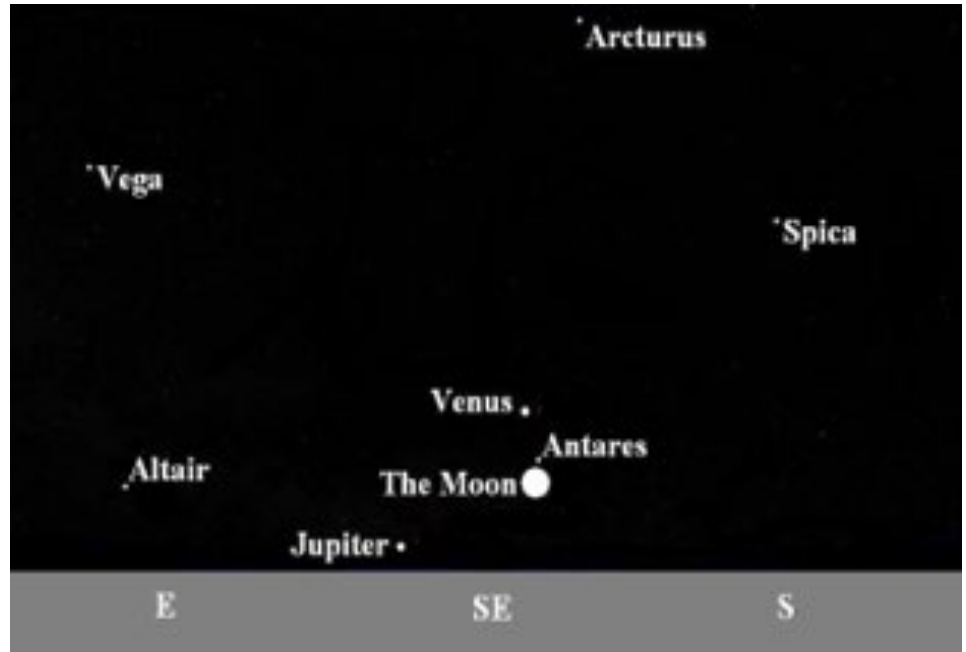 Arcturus
Vega
Spica
Venus
Antares
Altair
The Moon
Jupiter
E SE S